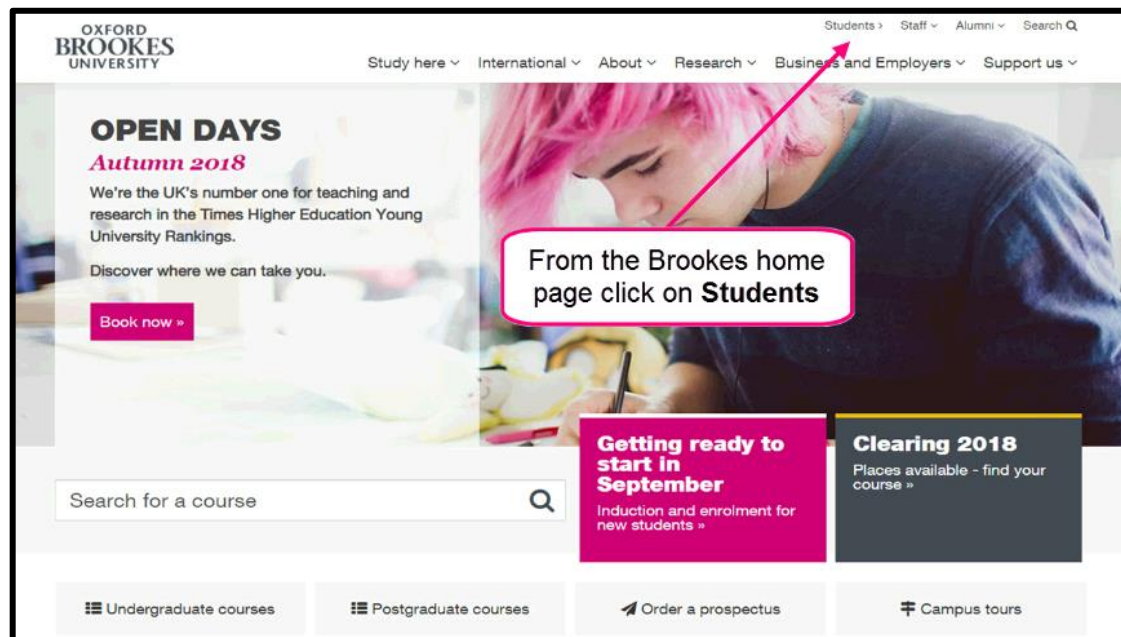 OXFORD
BROOKES
UNIVERSITY
Students Staff Alumni Search
Study here International About Research Business and Employers Support us
OPEN DAYS
Autumn 2018
We're the UK's number one for teaching and
research in the Times Higher Education Young
University Rankings.
Discover where we can take you.
Book now »
From the Brookes home
page click on Students
Getting ready to
start in
September
Induction and enrolment for
new students »
Clearing 2018
Places available - find your
course »
Search for a course
Undergraduate courses
Postgraduate courses
Order a prospectus
Campus tours